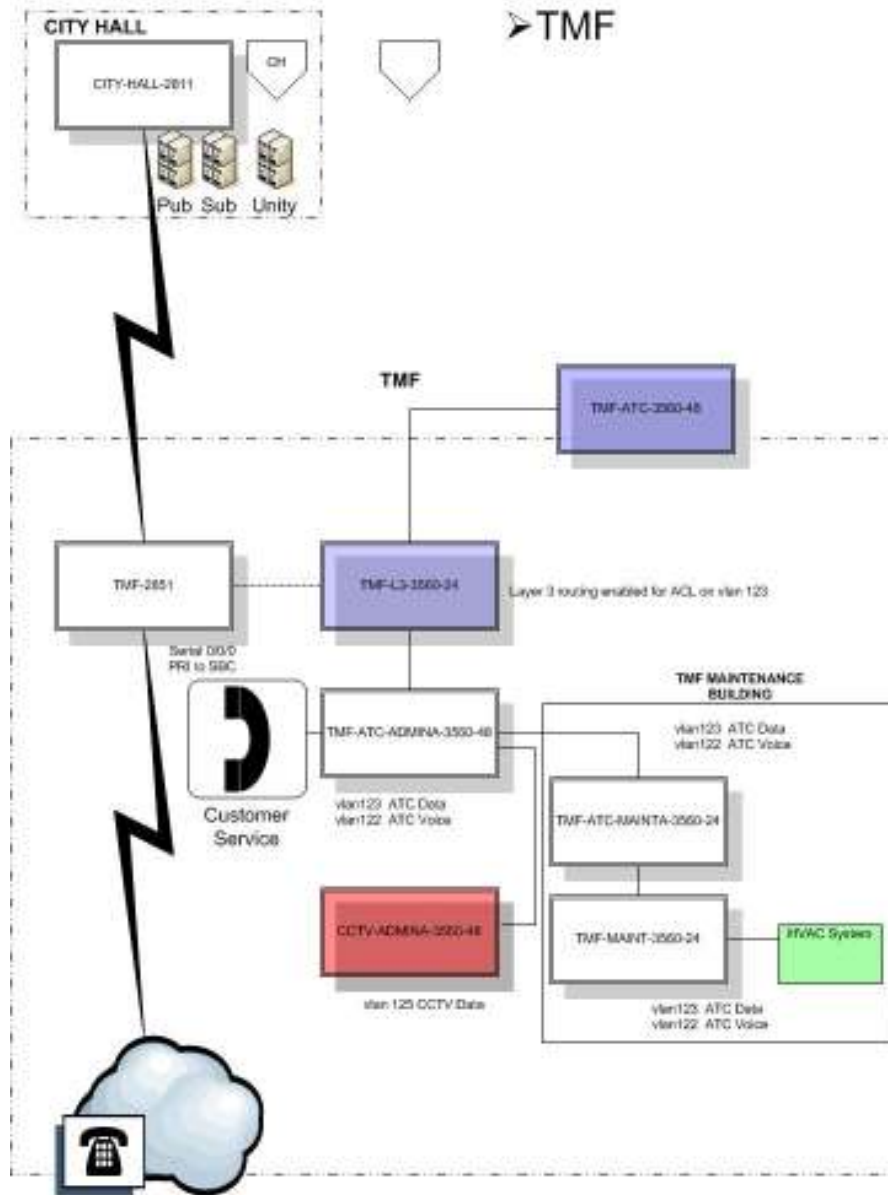 ➢TMF
CITY HALL
CITY-HALL-2811
CH
Pub Sub Unity
TMF
TMF-ATC-3560-48
TMF-2851
TMF-L3-3560-24
Layer 3 routing enabled for ACL on vlan 123
Serial 0/0/0
PRI to SBC
TMF MAINTENANCE
BUILDING
TMF-ATC-ADMINA-3560-48
vlan123 ATC Data
vlan122 ATC Voice
Customer
Service
vlan123 ATC Data
vlan122 ATC Voice
TMF-ATC-MAINTA-3560-24
CCTV-ADMINA-3560-48
TMF-MAINT-3560-24
HVAC System
vlan 125 CCTV Data
vlan123 ATC Data
vlan122 ATC Voice